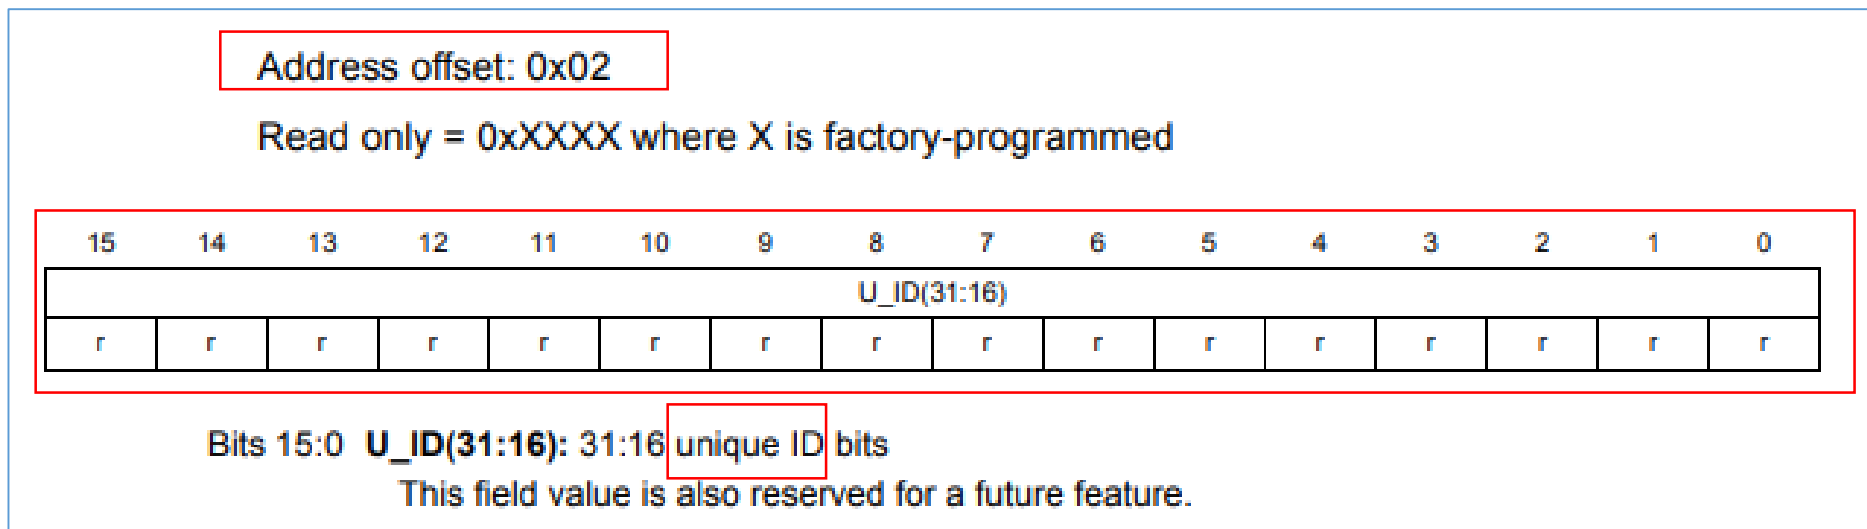 Address offset: 0x02
Read only = 0xXXXX where X is factory-programmed
15 14 13 12 11 10 9 8 7 6 5 4 3 2 1 0
U_ID(31:16)
r r r r r r r r r r r r r r r r
Bits 15:0 U_ID(31:16): 31:16 unique ID bits
This field value is also reserved for a future feature.